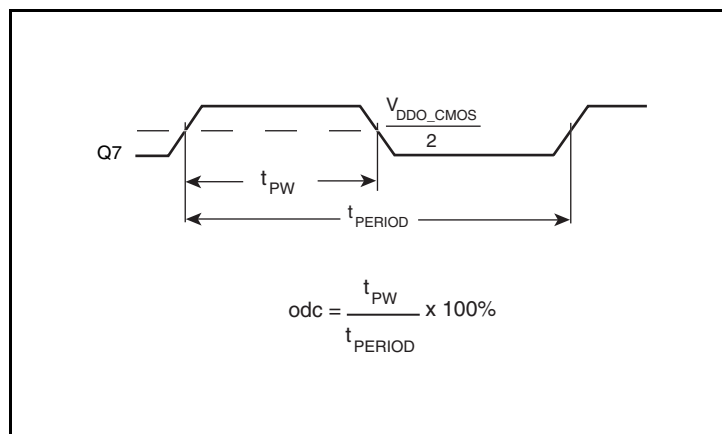 V_DDO_CMOS
2
Q7
t_PW
t_PERIOD
odc = t_PW / t_PERIOD x 100%